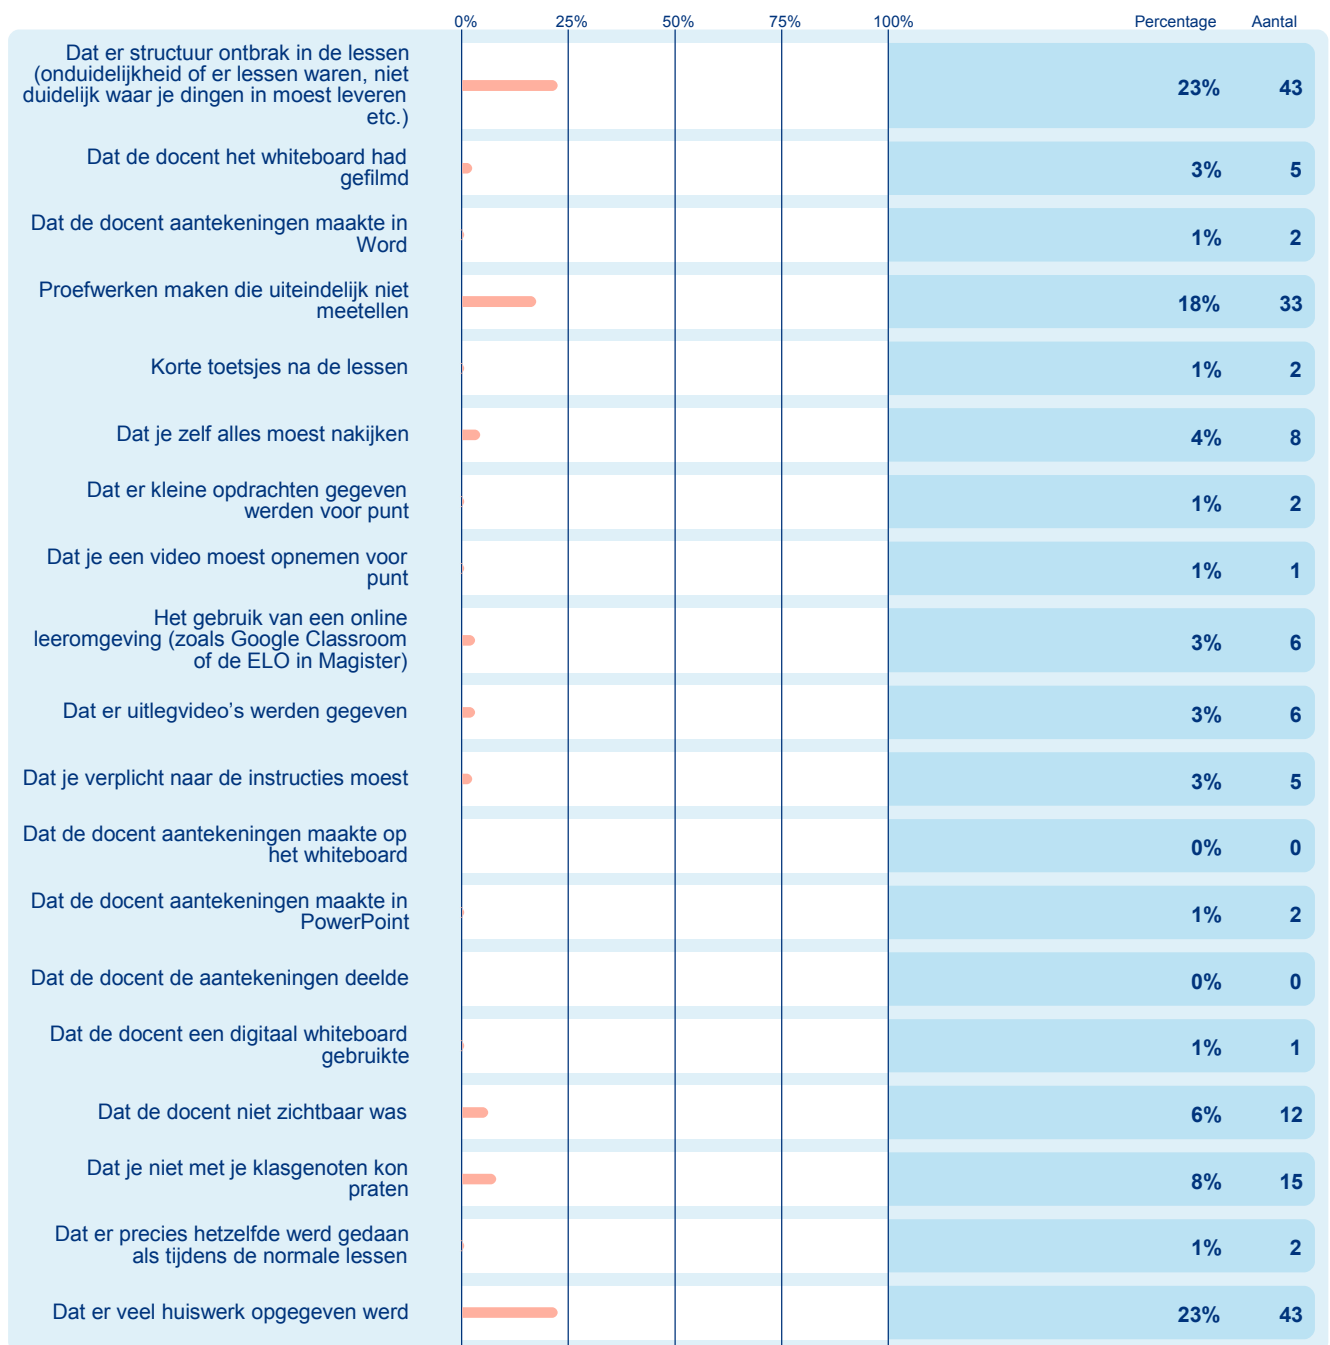 0% 25% 50% 75% 100% Percentage Aantal
Dat er structuur ontbrak in de lessen
(onduidelijkheid of er lessen waren, niet
duidelijk waar je dingen in moest leveren
etc.)
23% 43
Dat de docent het whiteboard had
gefilmd
3% 5
Dat de docent aantekeningen maakte in
Word
1% 2
Proefwerken maken die uiteindelijk niet
meetellen
18% 33
Korte toetsjes na de lessen
1% 2
Dat je zelf alles moest nakijken
4% 8
Dat er kleine opdrachten gegeven
werden voor punt
1% 2
Dat je een video moest opnemen voor
punt
1% 1
Het gebruik van een online
leeromgeving (zoals Google Classroom
of de ELO in Magister)
3% 6
Dat er uitlegvideo's werden gegeven
3% 6
Dat je verplicht naar de instructies moest
3% 5
Dat de docent aantekeningen maakte op
het whiteboard
0% 0
Dat de docent aantekeningen maakte in
PowerPoint
1% 2
Dat de docent de aantekeningen deelde
0% 0
Dat de docent een digitaal whiteboard
gebruikte
1% 1
Dat de docent niet zichtbaar was
6% 12
Dat je niet met je klasgenoten kon
praten
8% 15
Dat er precies hetzelfde werd gedaan
als tijdens de normale lessen
1% 2
Dat er veel huiswerk opgegeven werd
23% 43